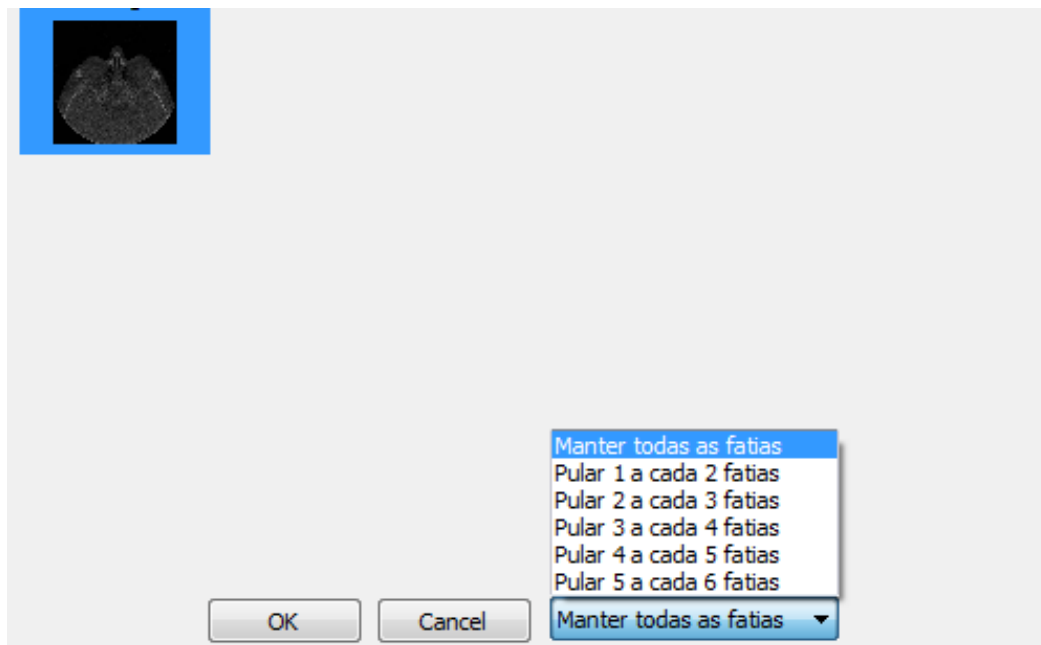 Manter todas as fatias
Pular 1 a cada 2 fatias
Pular 2 a cada 3 fatias
Pular 3 a cada 4 fatias
Pular 4 a cada 5 fatias
Pular 5 a cada 6 fatias
OK Cancel Manter todas as fatias